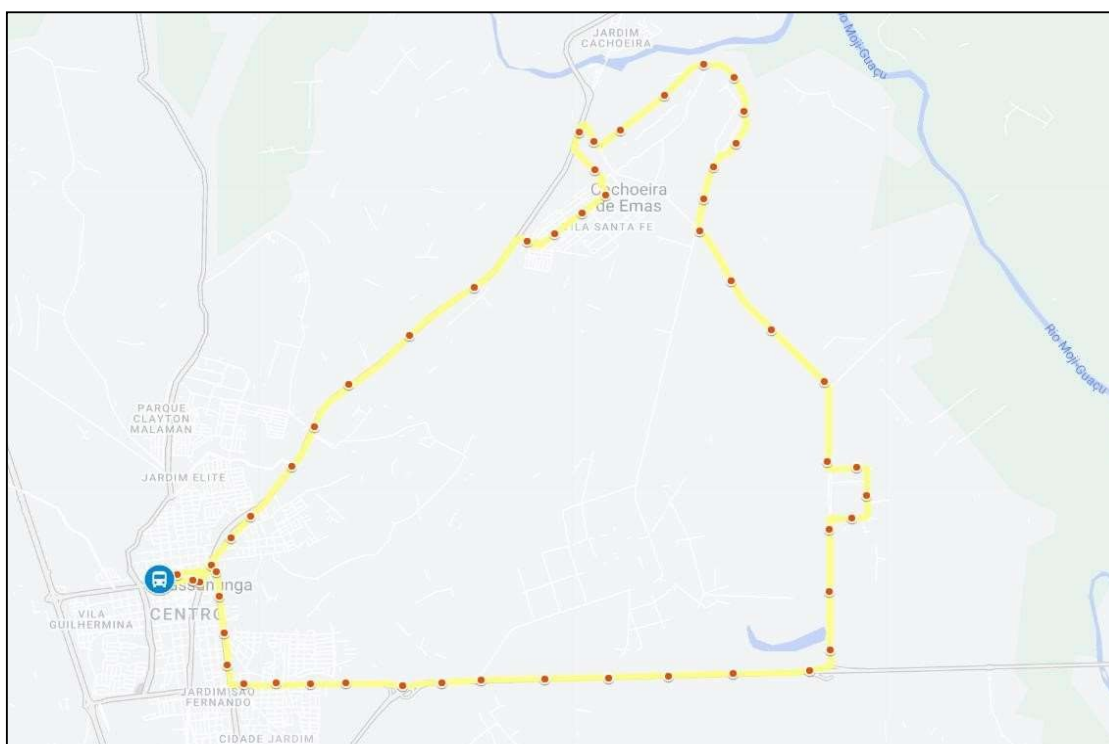 JARDIM
CACHOEIRA
Rio Moji-Guaçu
Cachoeira
de Emas
VILA SANTA FE
Rio Moji-Guaçu
PARQUE
CLAYTON
MALAMAN
JARDIM ELITE
CENTRO
VILA
GUILHERMINA
JARDIM SÃO
FERNANDO
CIDADE JARDIM